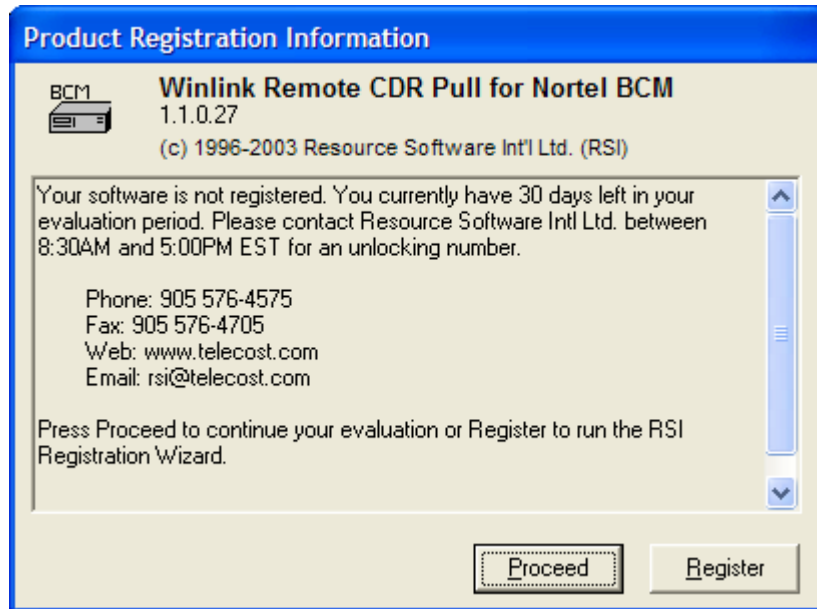 Product Registration Information
BCM
Winlink Remote CDR Pull for Nortel BCM
1.1.0.27
(c) 1996-2003 Resource Software Int'l Ltd. (RSI)
Your software is not registered. You currently have 30 days left in your
evaluation period. Please contact Resource Software Intl Ltd. between
8:30AM and 5:00PM EST for an unlocking number.
Phone: 905 576-4575
Fax: 905 576-4705
Web: www.telecost.com
Email: rsi@telecost.com
Press Proceed to continue your evaluation or Register to run the RSI
Registration Wizard.
Proceed
Register